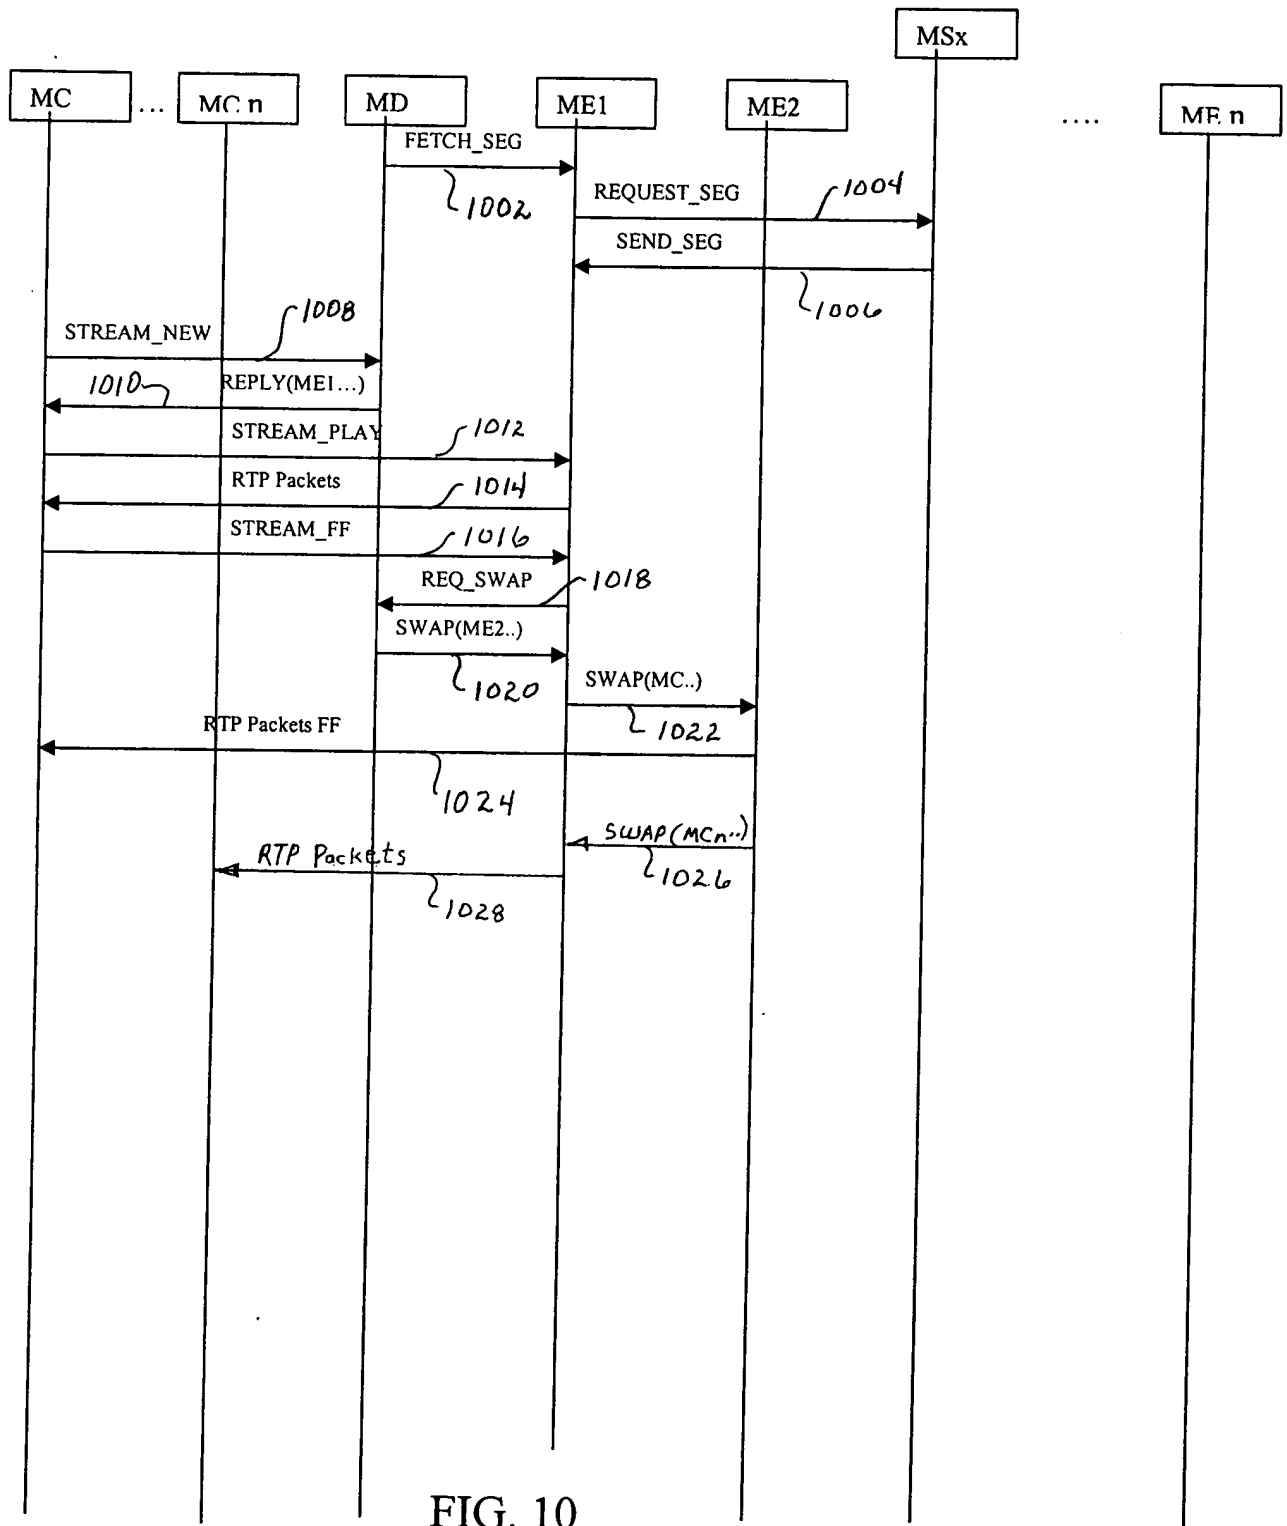 MSx
MC
...
MC n
MD
ME1
ME2
....
ME n
FETCH_SEG
1002
REQUEST_SEG
1004
SEND_SEG
1006
STREAM_NEW
1008
REPLY(ME1...)
1010
STREAM_PLAY
1012
RTP Packets
1014
STREAM_FF
1016
REQ_SWAP
1018
SWAP(ME2..)
1020
SWAP(MC..)
1022
RTP Packets FF
1024
SWAP(MCn..)
1026
RTP Packets
1028
FIG. 10